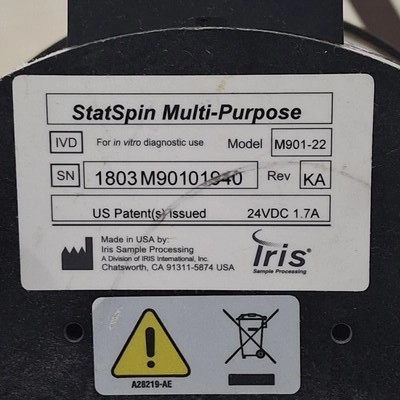 StatSpin Multi-Purpose
IVD For in vitro diagnostic use Model M901-22
SN 1803M90101940 Rev KA
US Patent(s) issued 24VDC 1.7A
Made in USA by:
Iris Sample Processing
A Division of IRIS International, Inc.
Chatsworth, CA 91311-5874 USA
Iris®
Sample Processing
A28219-AE